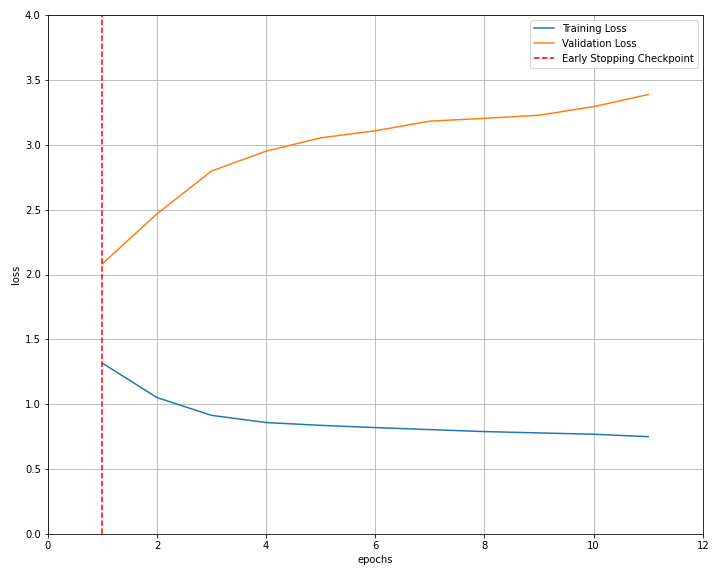 Training Loss
Validation Loss
Early Stopping Checkpoint
4.0
3.5
3.0
2.5
2.0
1.5
1.0
0.5
0.0
loss
0 2 4 6 8 10 12
epochs